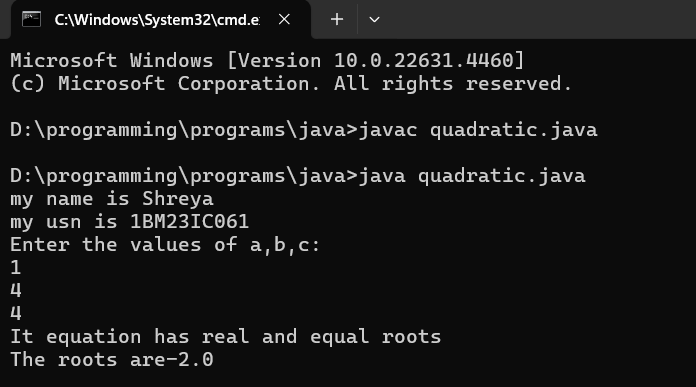 C:\Windows\System32\cmd.e
Microsoft Windows [Version 10.0.22631.4460]
(c) Microsoft Corporation. All rights reserved.
D:\programming\programs\java>javac quadratic.java
D:\programming\programs\java>java quadratic.java
my name is Shreya
my usn is 1BM23IC061
Enter the values of a,b,c:
1
4
4
It equation has real and equal roots
The roots are-2.0